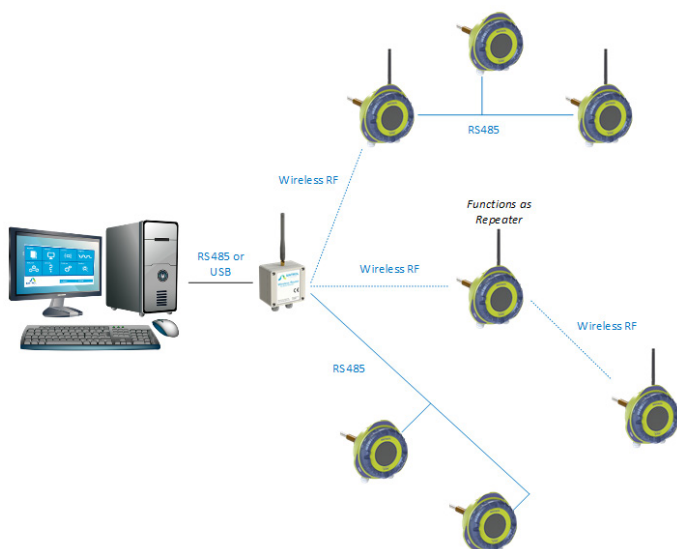 RS485
Wireless RF
Functions as
Repeater
RS485 or
USB
Wireless RF
Wireless RF
RS485